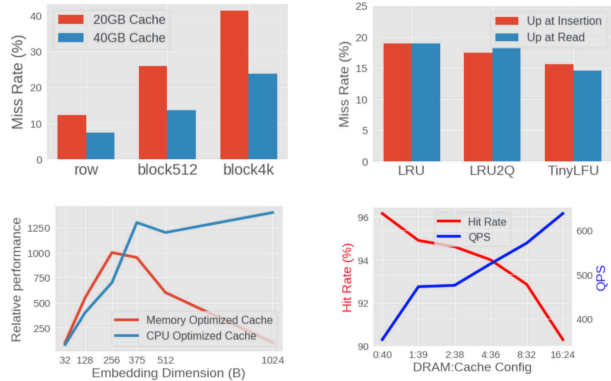 40
30
20
10
0
Miss Rate (%)
20GB Cache
40GB Cache
row block512 block4k
25
20
15
10
5
0
Miss Rate (%)
Up at Insertion
Up at Read
LRU LRU2Q TinyLFU
1250
1000
750
500
250
Relative performance
Memory Optimized Cache
CPU Optimized Cache
32 128 256 375 512 1024
Embedding Dimension (B)
96
94
92
90
Hit Rate (%)
Hit Rate
QPS
600
500
400
QPS
0:40 1:39 2:38 4:36 8:32 16:24
DRAM:Cache Config